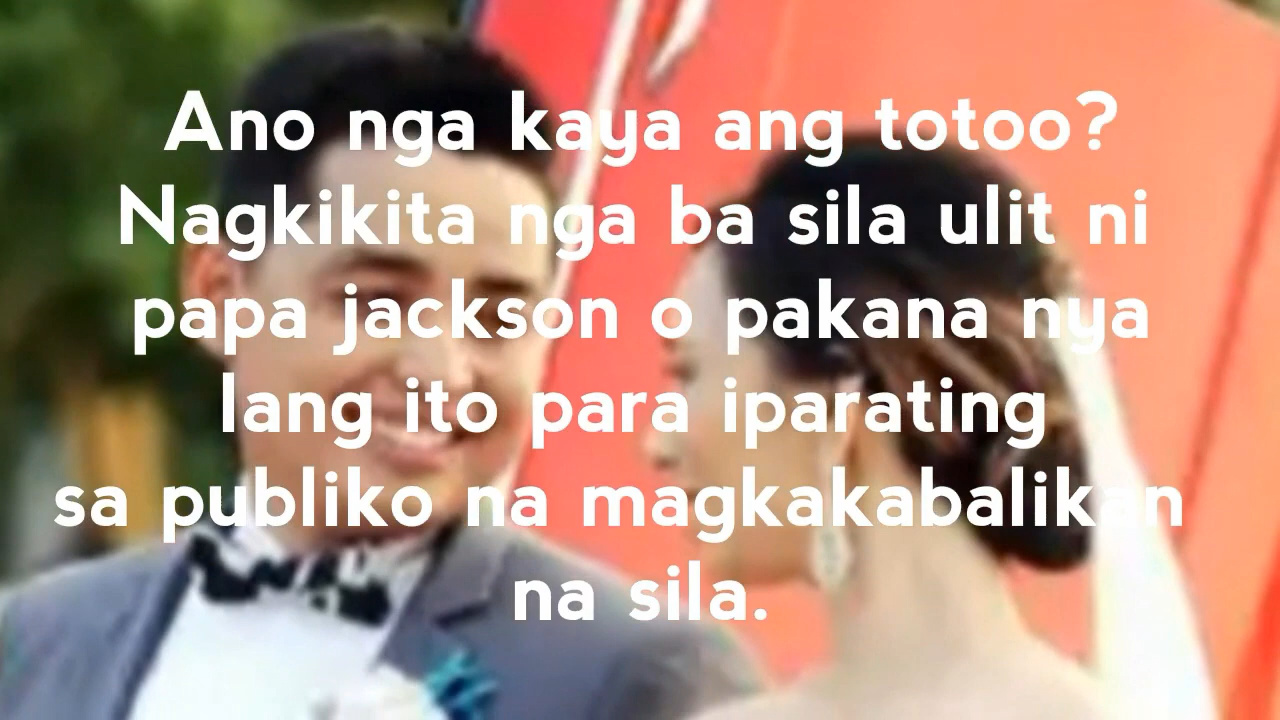 Ano nga kaya ang totoo?
Nagkikita nga ba sila ulit ni
papa jackson o pakana nya
lang ito para iparating
sa publiko na magkakabalikan
na sila.